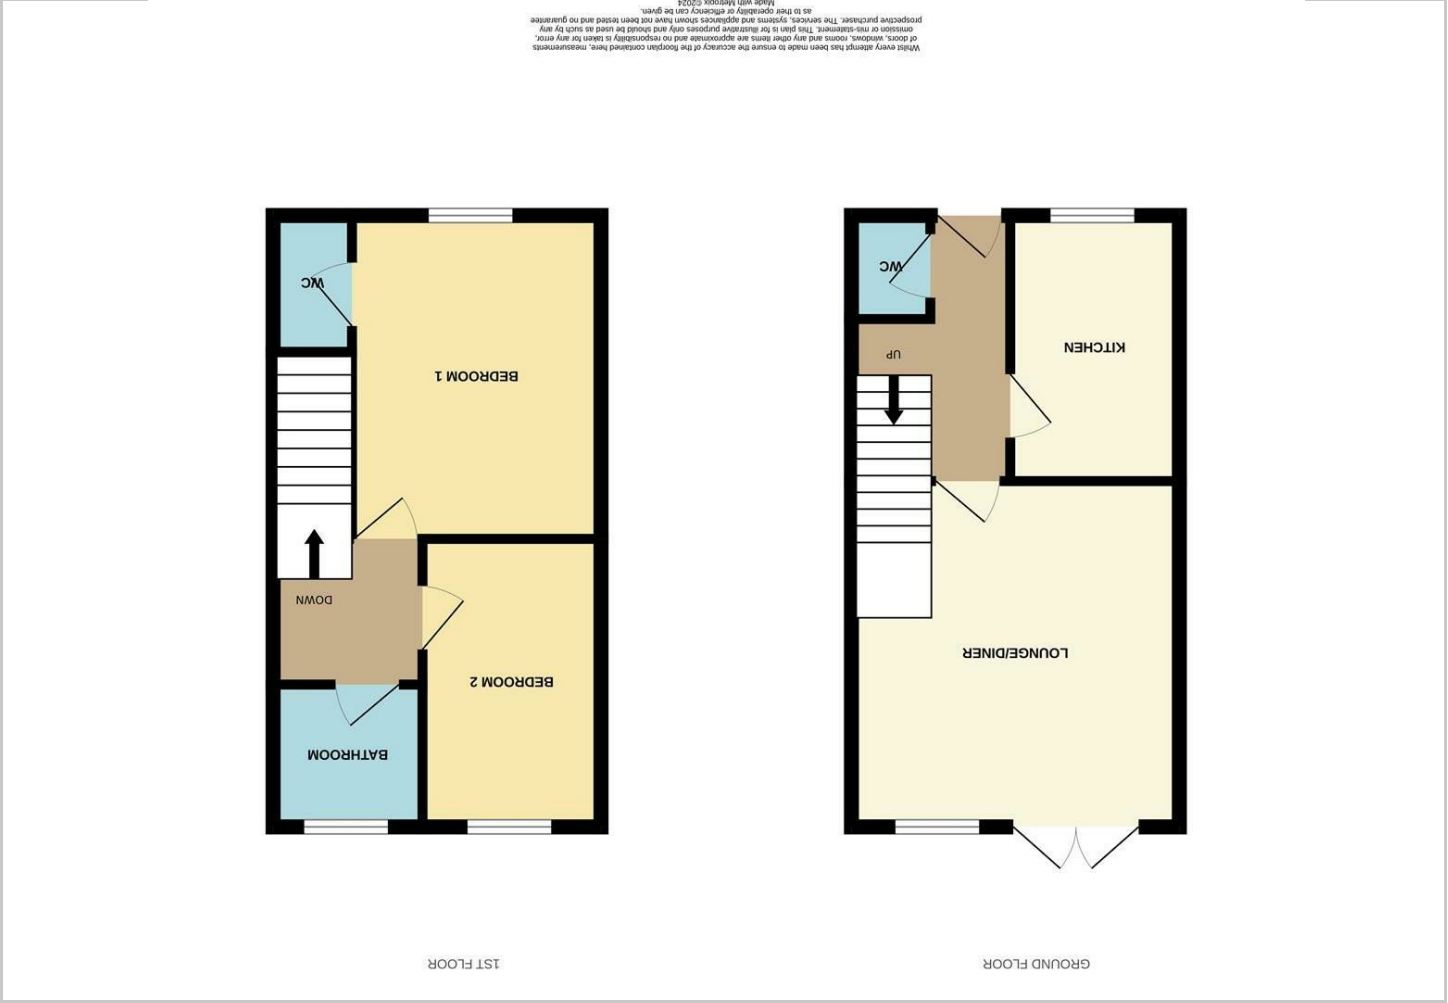 GROUND FLOOR
1ST FLOOR
LOUNGE/DINER
KITCHEN
UP
WC
BEDROOM 2
BATHROOM
DOWN
BEDROOM 1
WC
Whilst every attempt has been made to ensure the accuracy of the floorplan contained here, measurements
of doors, windows, rooms and any other items are approximate and no responsibility is taken for any error,
omission or mis-statement. This plan is for illustrative purposes only and should be used as such by any
prospective purchaser. The services, systems and appliances shown have not been tested and no guarantee
as to their operability or efficiency can be given.
Made with Metropix ©2024